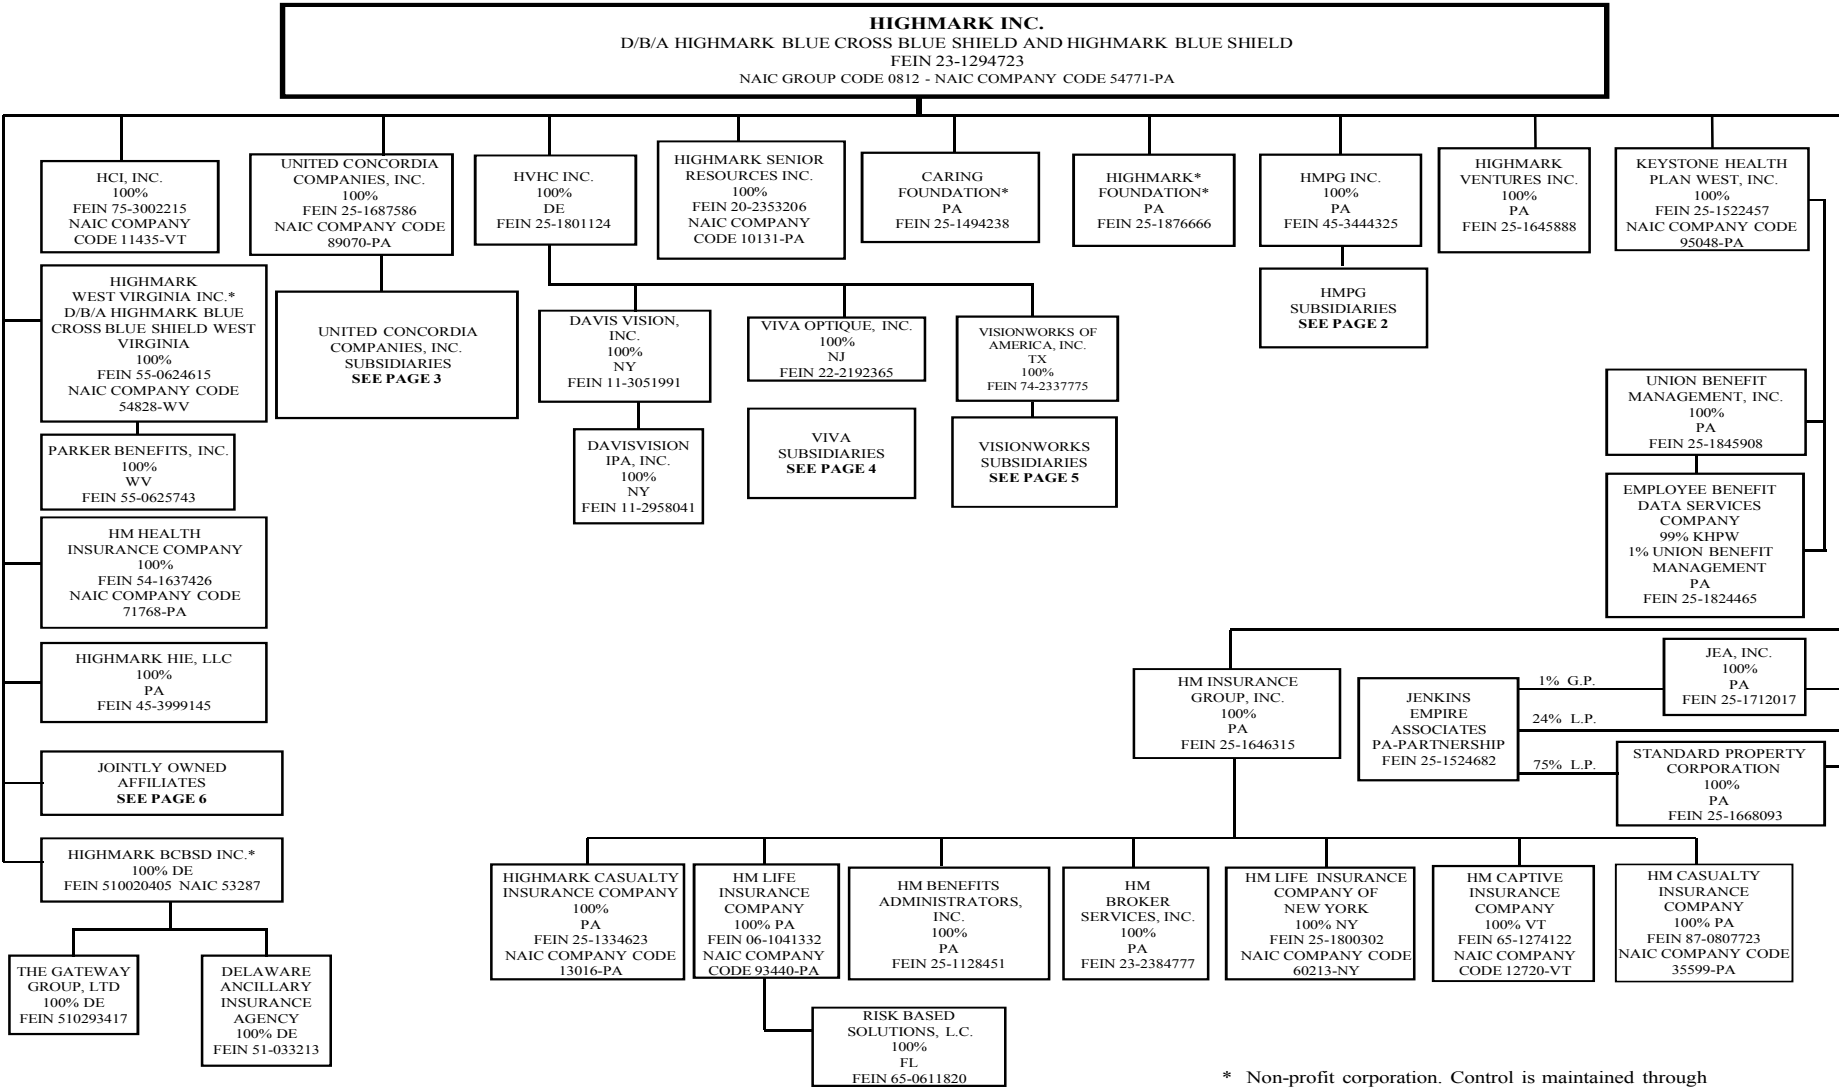 HIGHMARK INC.
D/B/A HIGHMARK BLUE CROSS BLUE SHIELD AND HIGHMARK BLUE SHIELD
FEIN 23-1294723
NAIC GROUP CODE 0812 - NAIC COMPANY CODE 54771-PA
HCI, INC.
100%
FEIN 75-3002215
NAIC COMPANY
CODE 11435-VT
UNITED CONCORDIA
COMPANIES, INC.
100%
FEIN 25-1687586
NAIC COMPANY CODE
89070-PA
HVHC INC.
100%
DE
FEIN 25-1801124
HIGHMARK SENIOR
RESOURCES INC.
100%
FEIN 20-2353206
NAIC COMPANY
CODE 10131-PA
CARING
FOUNDATION*
PA
FEIN 25-1494238
HIGHMARK*
FOUNDATION*
PA
FEIN 25-1876666
HMPG INC.
100%
PA
FEIN 45-3444325
HIGHMARK
VENTURES INC.
100%
PA
FEIN 25-1645888
KEYSTONE HEALTH
PLAN WEST, INC.
100%
FEIN 25-1522457
NAIC COMPANY CODE
95048-PA
HIGHMARK
WEST VIRGINIA INC.*
D/B/A HIGHMARK BLUE
CROSS BLUE SHIELD WEST
VIRGINIA
100%
FEIN 55-0624615
NAIC COMPANY CODE
54828-WV
UNITED CONCORDIA
COMPANIES, INC.
SUBSIDIARIES
SEE PAGE 3
DAVIS VISION,
INC.
100%
NY
FEIN 11-3051991
VIVA OPTIQUE, INC.
100%
NJ
FEIN 22-2192365
VISIONWORKS OF
AMERICA, INC.
TX
100%
FEIN 74-2337775
HMPG
SUBSIDIARIES
SEE PAGE 2
UNION BENEFIT
MANAGEMENT, INC.
100%
PA
FEIN 25-1845908
PARKER BENEFITS, INC.
100%
WV
FEIN 55-0625743
DAVISVISION
IPA, INC.
100%
NY
FEIN 11-2958041
VIVA
SUBSIDIARIES
SEE PAGE 4
VISIONWORKS
SUBSIDIARIES
SEE PAGE 5
EMPLOYEE BENEFIT
DATA SERVICES
COMPANY
99% KHPW
1% UNION BENEFIT
MANAGEMENT
PA
FEIN 25-1824465
HM HEALTH
INSURANCE COMPANY
100%
FEIN 54-1637426
NAIC COMPANY CODE
71768-PA
HIGHMARK HIE, LLC
100%
PA
FEIN 45-3999145
HM INSURANCE
GROUP, INC.
100%
PA
FEIN 25-1646315
JENKINS
EMPIRE
ASSOCIATES
PA-PARTNERSHIP
FEIN 25-1524682
1% G.P.
24% L.P.
75% L.P.
JEA, INC.
100%
PA
FEIN 25-1712017
STANDARD PROPERTY
CORPORATION
100%
PA
FEIN 25-1668093
JOINTLY OWNED
AFFILIATES
SEE PAGE 6
HIGHMARK BCBSD INC.*
100% DE
FEIN 510020405 NAIC 53287
HIGHMARK CASUALTY
INSURANCE COMPANY
100%
PA
FEIN 25-1334623
NAIC COMPANY CODE
13016-PA
HM LIFE
INSURANCE
COMPANY
100% PA
FEIN 06-1041332
NAIC COMPANY
CODE 93440-PA
HM BENEFITS
ADMINISTRATORS,
INC.
100%
PA
FEIN 25-1128451
HM
BROKER
SERVICES, INC.
100%
PA
FEIN 23-2384777
HM LIFE INSURANCE
COMPANY OF
NEW YORK
100% NY
FEIN 25-1800302
NAIC COMPANY CODE
60213-NY
HM CAPTIVE
INSURANCE
COMPANY
100% VT
FEIN 65-1274122
NAIC COMPANY
CODE 12720-VT
HM CASUALTY
INSURANCE
COMPANY
100% PA
FEIN 87-0807723
NAIC COMPANY CODE
35599-PA
THE GATEWAY
GROUP, LTD
100% DE
FEIN 510293417
DELAWARE
ANCILLARY
INSURANCE
AGENCY
100% DE
FEIN 51-033213
RISK BASED
SOLUTIONS, L.C.
100%
FL
FEIN 65-0611820
* Non-profit corporation. Control is maintained through